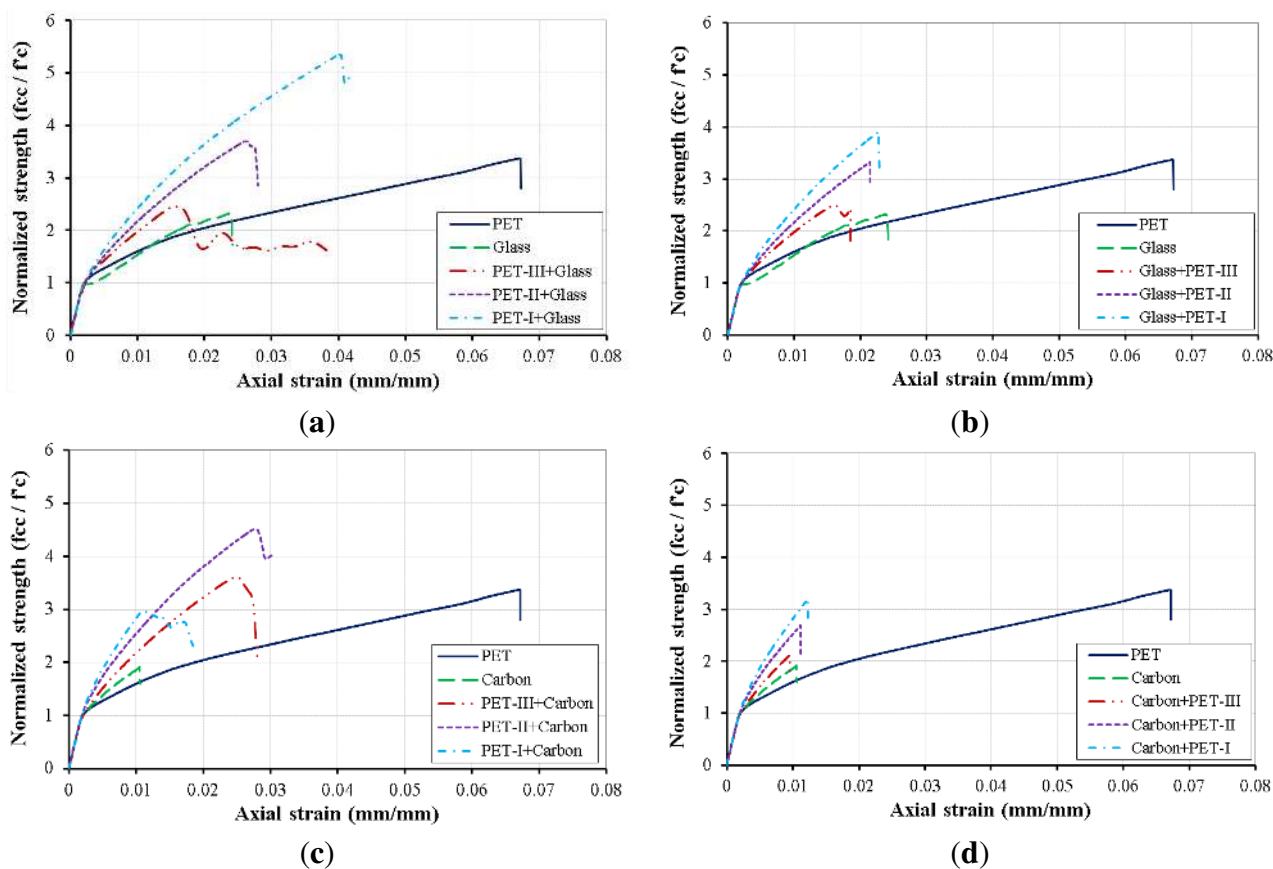 6
5
4
3
2
1
0
Normalized strength (fcc / f'c)
PET
Glass
PET-III+Glass
PET-II+Glass
PET-I+Glass
0 0.01 0.02 0.03 0.04 0.05 0.06 0.07 0.08
Axial strain (mm/mm)
(a)
6
5
4
3
2
1
0
Normalized strength (fcc / f'c)
PET
Glass
Glass+PET-III
Glass+PET-II
Glass+PET-I
0 0.01 0.02 0.03 0.04 0.05 0.06 0.07 0.08
Axial strain (mm/mm)
(b)
6
5
4
3
2
1
0
Normalized strength (fcc / f'c)
PET
Carbon
PET-III+Carbon
PET-II+Carbon
PET-I+Carbon
0 0.01 0.02 0.03 0.04 0.05 0.06 0.07 0.08
Axial strain (mm/mm)
(c)
6
5
4
3
2
1
0
Normalized strength (fcc / f'c)
PET
Carbon
Carbon+PET-III
Carbon+PET-II
Carbon+PET-I
0 0.01 0.02 0.03 0.04 0.05 0.06 0.07 0.08
Axial strain (mm/mm)
(d)